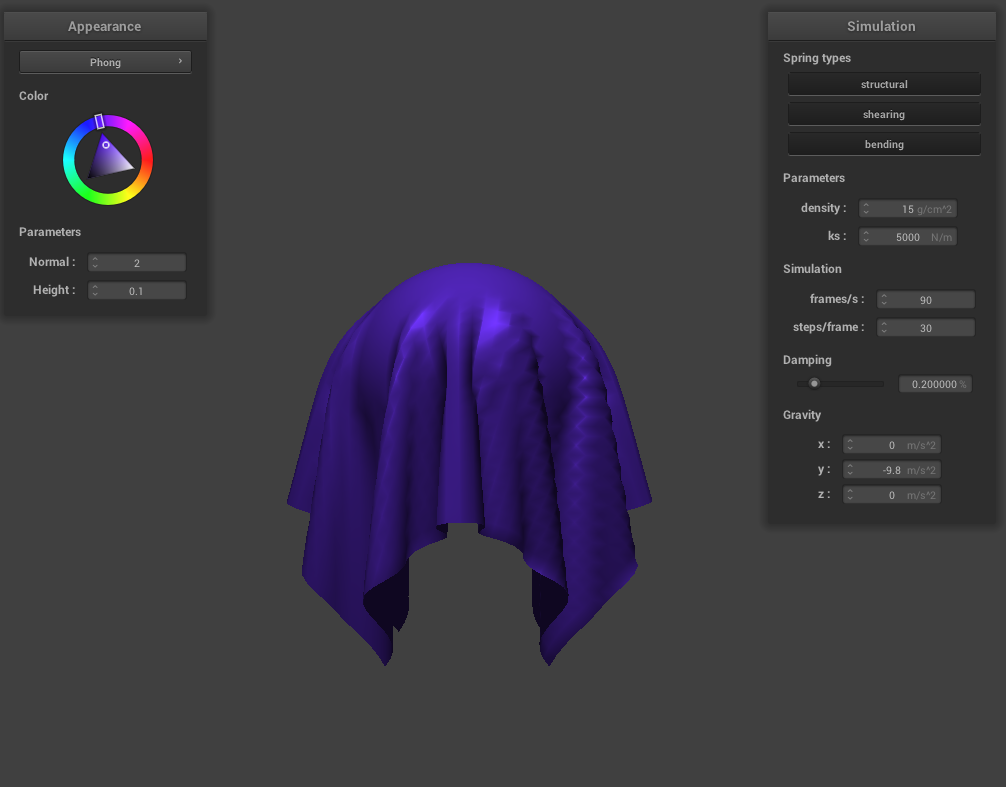 Appearance
Phong
Color
Parameters
Normal : 2
Height : 0.1
Simulation
Spring types
structural
shearing
bending
Parameters
density : 15 g/cm^2
ks : 5000 N/m
Simulation
frames/s : 90
steps/frame : 30
Damping
0.200000 %
Gravity
x : 0 m/s^2
y : -9.8 m/s^2
z : 0 m/s^2